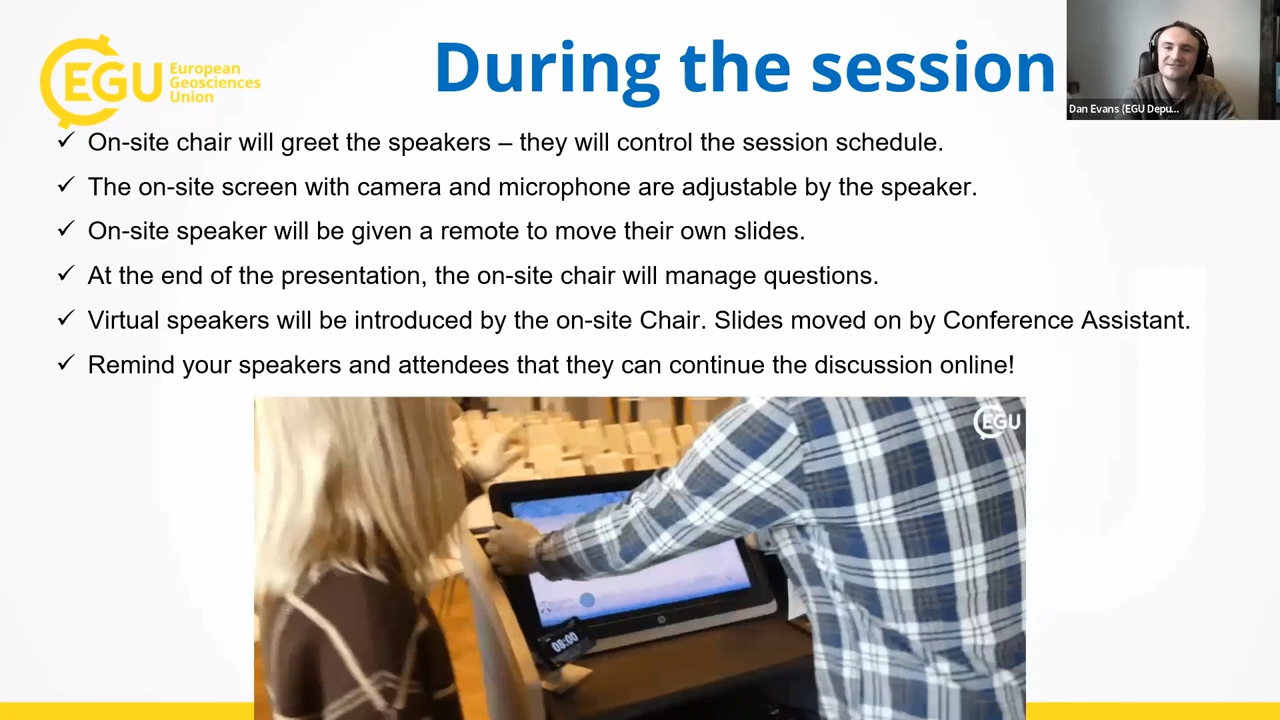 EGU
European
Geosciences
Union
During the session
Dan Evans (EGU Depu...
✓ On-site chair will greet the speakers – they will control the session schedule.
✓ The on-site screen with camera and microphone are adjustable by the speaker.
✓ On-site speaker will be given a remote to move their own slides.
✓ At the end of the presentation, the on-site chair will manage questions.
✓ Virtual speakers will be introduced by the on-site Chair. Slides moved on by Conference Assistant.
✓ Remind your speakers and attendees that they can continue the discussion online!
EGU
hp
08:00